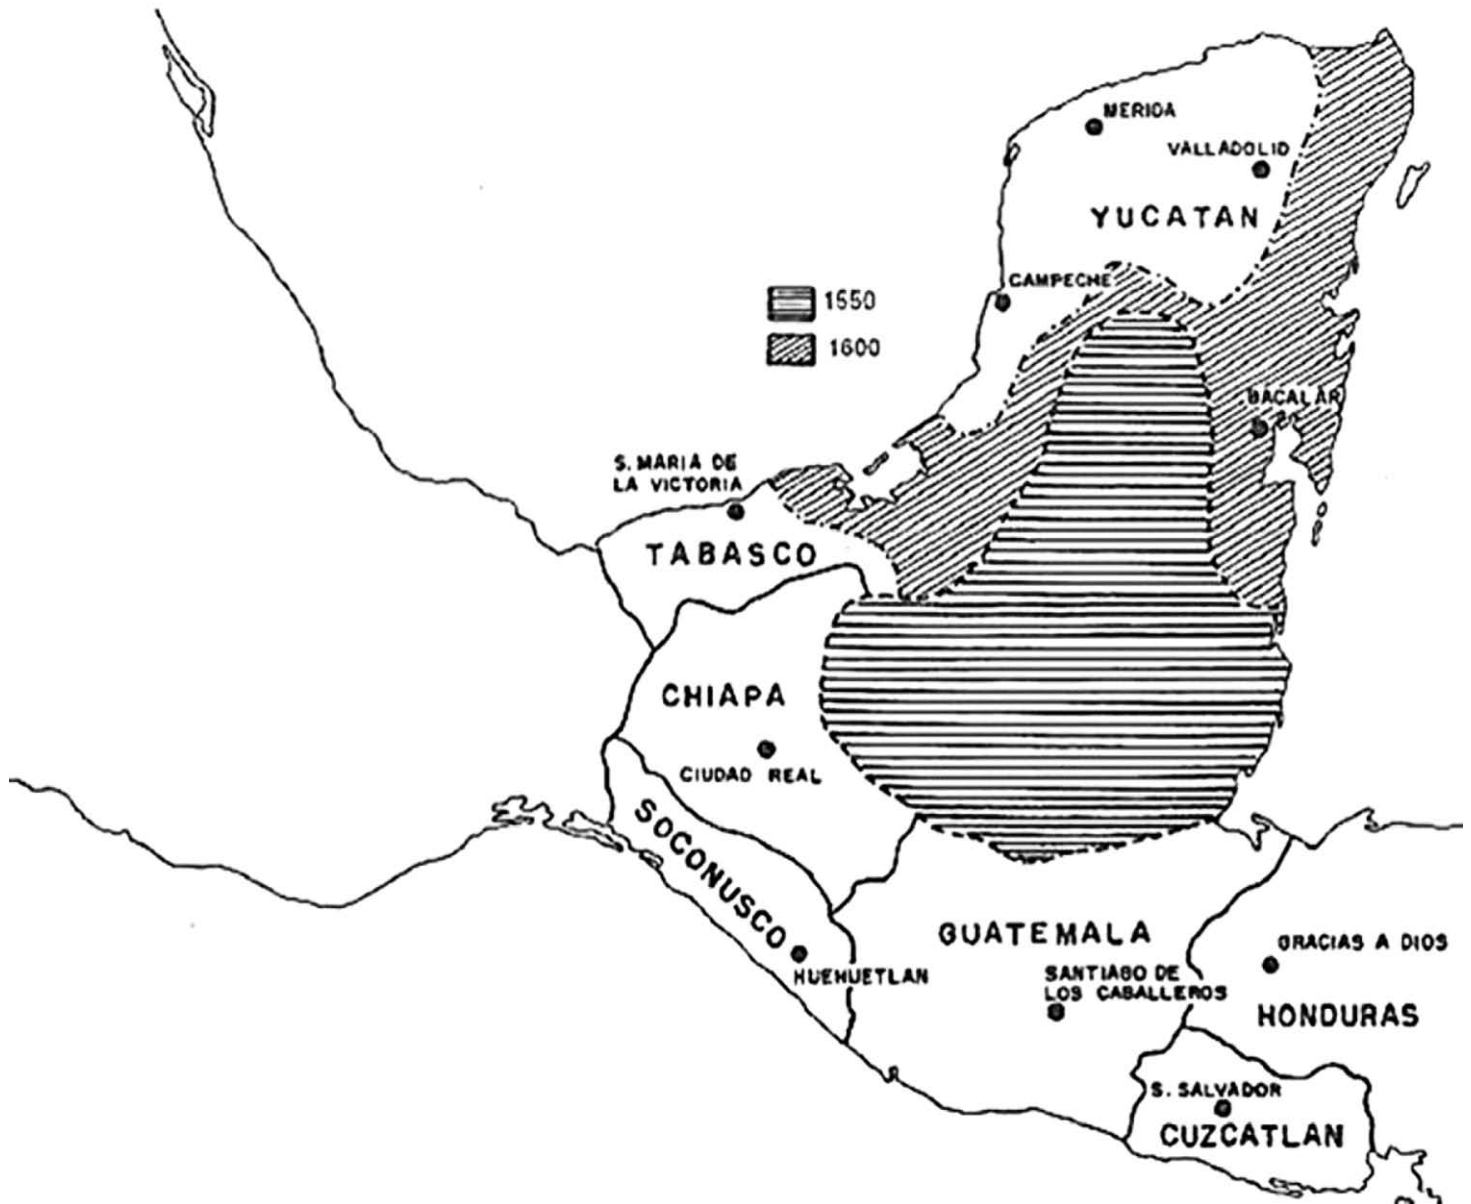 MERIDA
VALLADOLID
YUCATAN
CAMPECHE
1550
1600
BACALAR
S. MARIA DE
LA VICTORIA
TABASCO
CHIAPA
CIUDAD REAL
SOCONUSCO
HUEHUETLAN
GUATEMALA
SANTIAGO DE
LOS CABALLEROS
GRACIAS A DIOS
HONDURAS
S. SALVADOR
CUZCATLAN